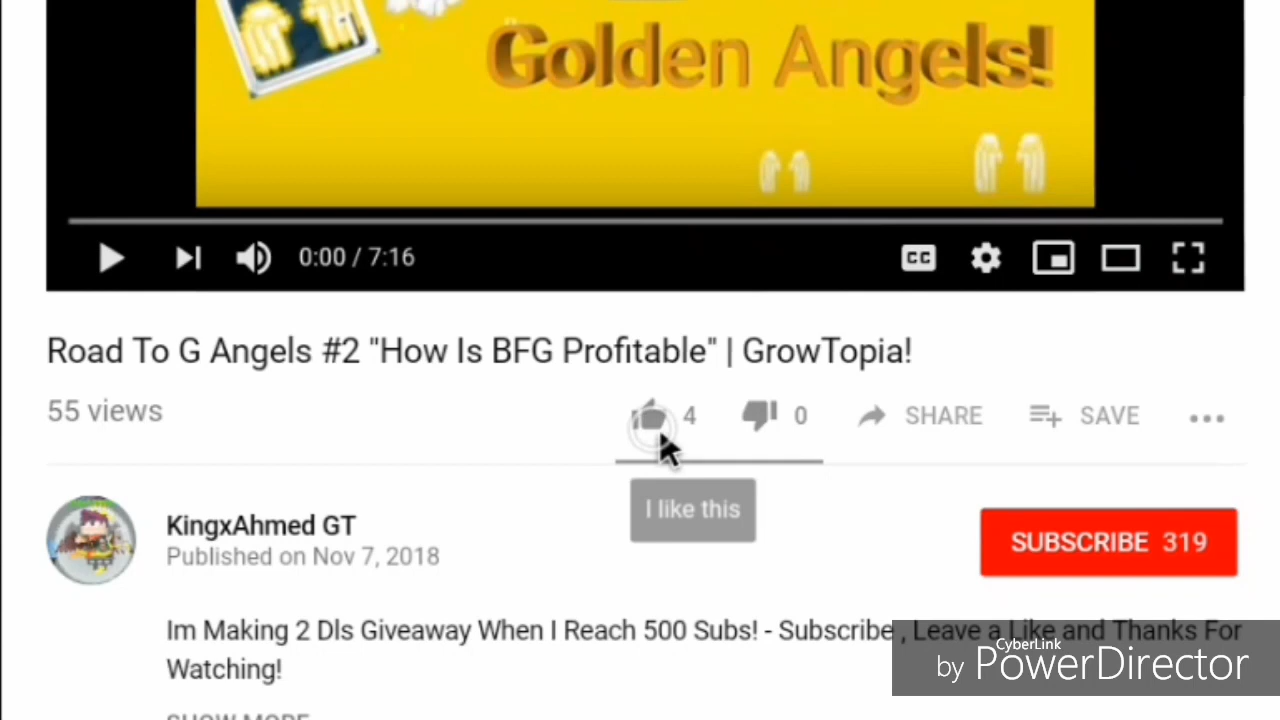 Golden Angels!
0:00 / 7:16
CC
Road To G Angels #2 "How Is BFG Profitable" | GrowTopia!
55 views
4
0
SHARE
SAVE
I like this
KingxAhmed GT
Published on Nov 7, 2018
SUBSCRIBE 319
Im Making 2 Dls Giveaway When I Reach 500 Subs! - Subscribe , Leave a Like and Thanks For
Watching!
CyberLink
by PowerDirector
SHOW MORE